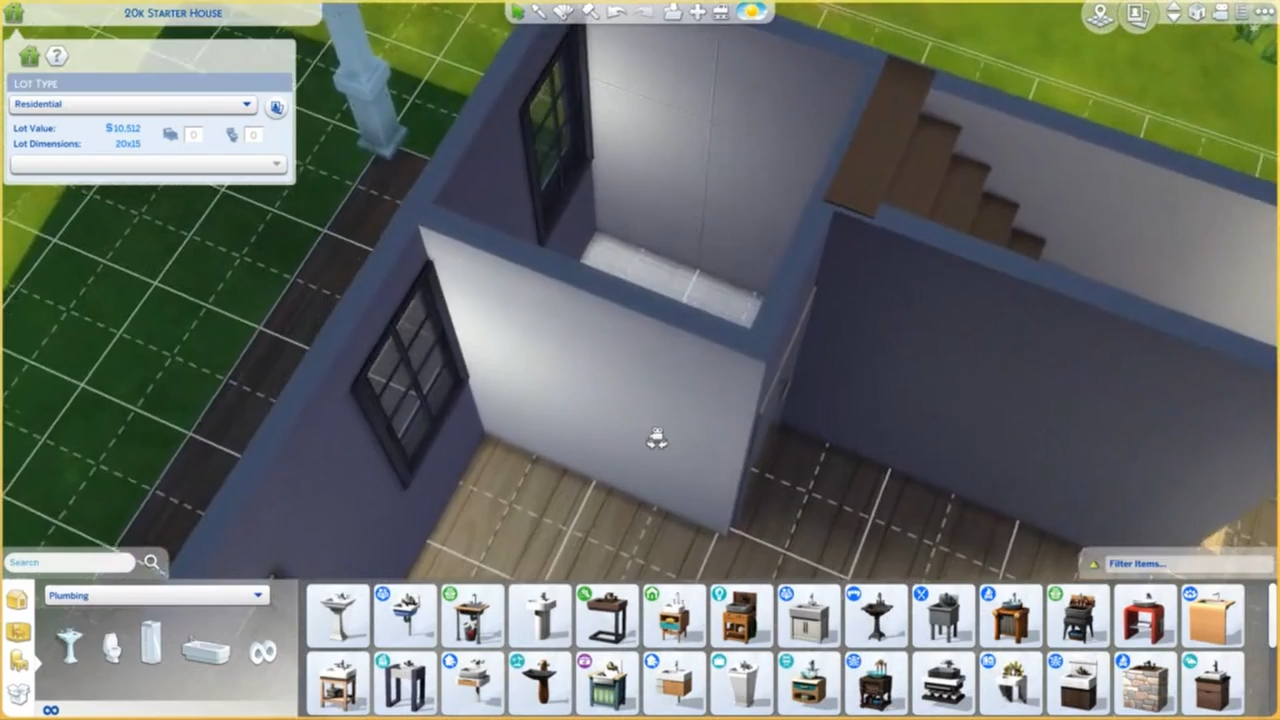 20K STARTER HOUSE
?
LOT TYPE
Residential
Lot Value: $10,512 0 0
Lot Dimensions: 20x15
Search
Filter Items...
Plumbing